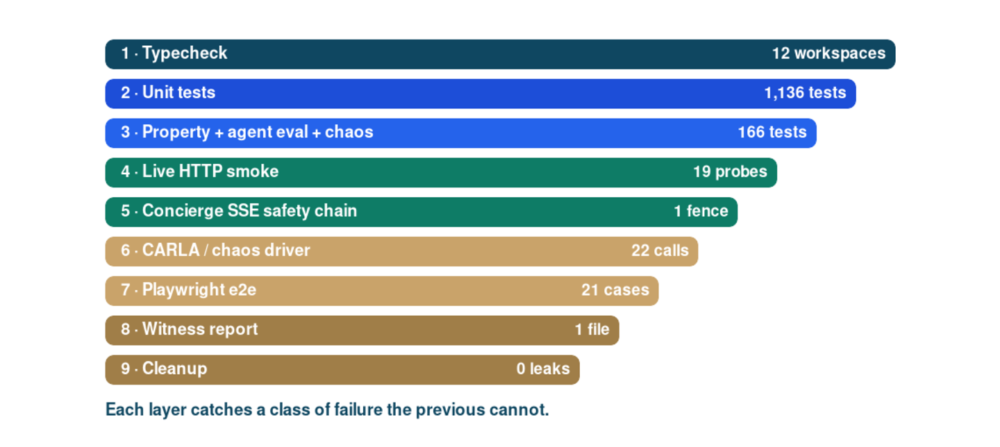 1 · Typecheck 12 workspaces
2 · Unit tests 1,136 tests
3 · Property + agent eval + chaos 166 tests
4 · Live HTTP smoke 19 probes
5 · Concierge SSE safety chain 1 fence
6 · CARLA / chaos driver 22 calls
7 · Playwright e2e 21 cases
8 · Witness report 1 file
9 · Cleanup 0 leaks
Each layer catches a class of failure the previous cannot.